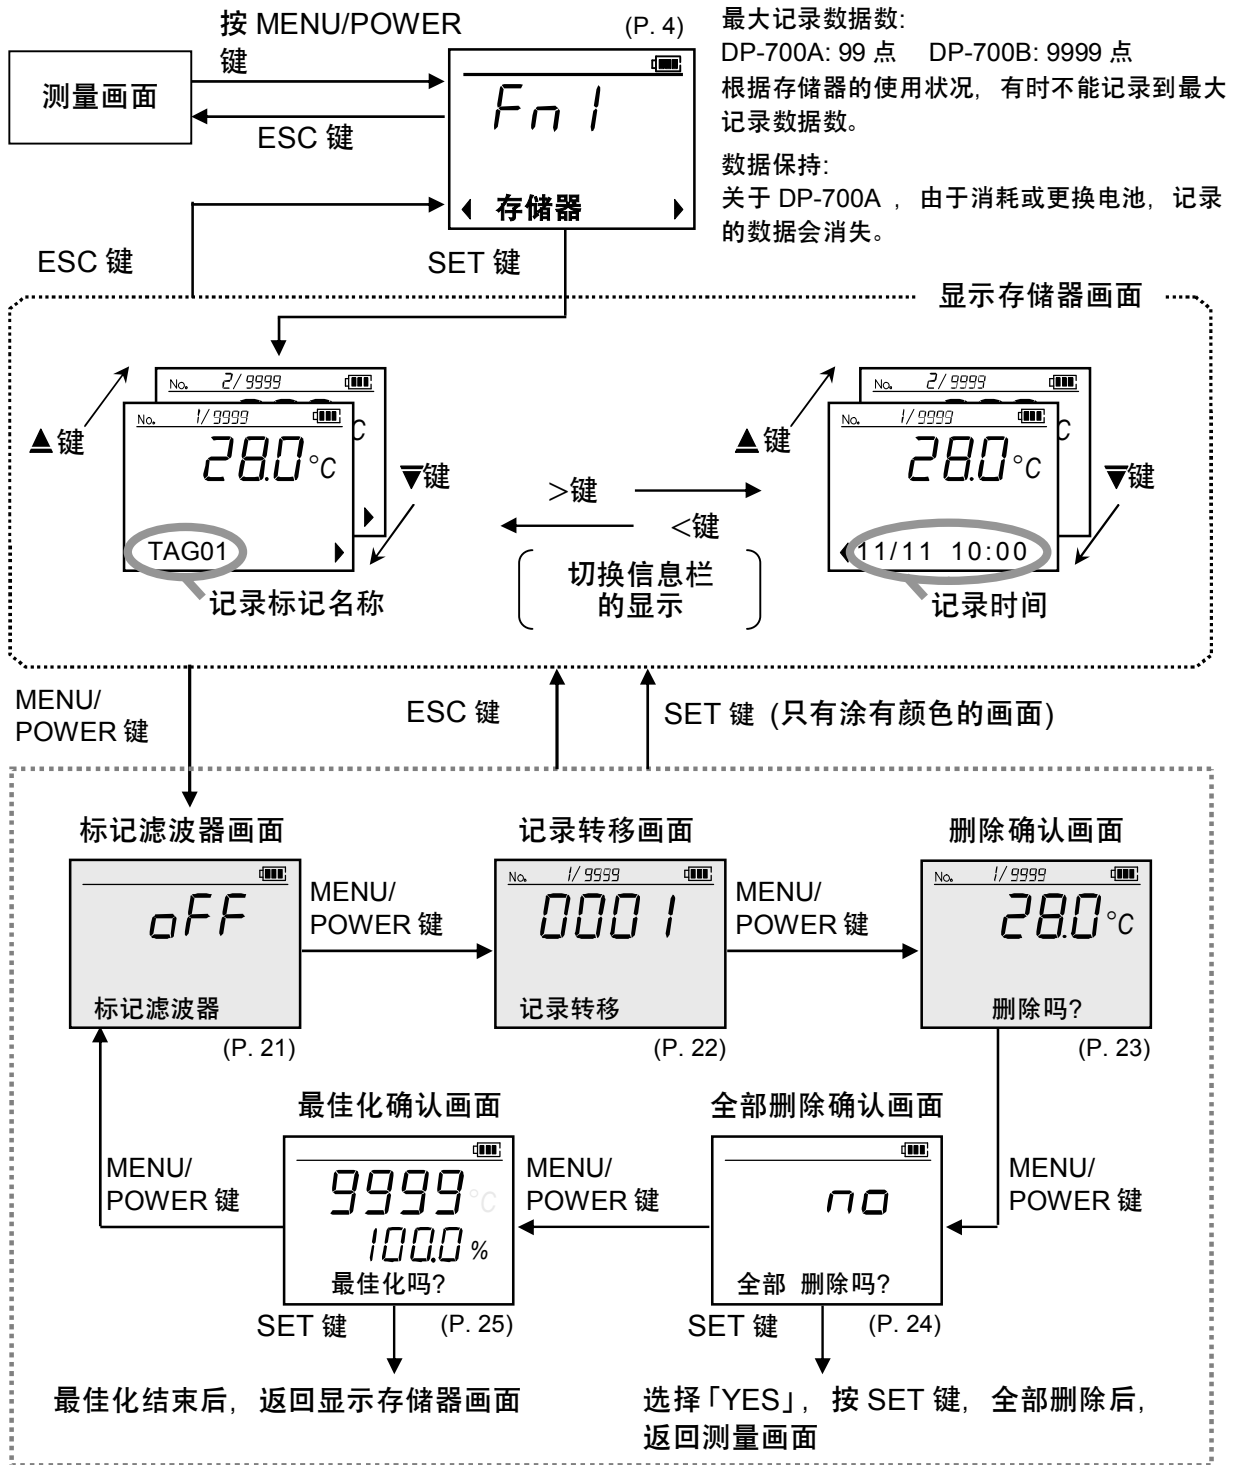 按 MENU/POWER
键
(P. 4)
测量画面
ESC 键
Fn1
存储器
最大记录数据数:
DP-700A: 99 点 DP-700B: 9999 点
根据存储器的使用状况, 有时不能记录到最大
记录数据数。
数据保持:
关于 DP-700A , 由于消耗或更换电池, 记录
的数据会消失。
ESC 键
SET 键
显示存储器画面
No. 2/ 9999
No. 1/ 9999
C
28.0 °C
▲键
▼键
TAG01
记录标记名称
>键
<键
切换信息栏
的显示
No. 2/ 9999
No. 1/ 9999
C
28.0 °C
▲键
▼键
11/11 10:00
记录时间
MENU/
POWER 键
ESC 键
SET 键 (只有涂有颜色的画面)
标记滤波器画面
记录转移画面
删除确认画面
oFF
标记滤波器
(P. 21)
MENU/
POWER 键
No. 1/ 9999
0001
记录转移
(P. 22)
MENU/
POWER 键
No. 1/ 9999
28.0 °C
删除吗?
(P. 23)
最佳化确认画面
全部删除确认画面
MENU/
POWER 键
9999 °C
100.0 %
最佳化吗?
MENU/
POWER 键
no
全部 删除吗?
MENU/
POWER 键
SET 键
(P. 25)
SET 键
(P. 24)
最佳化结束后, 返回显示存储器画面
选择「YES」, 按 SET 键, 全部删除后,
返回测量画面